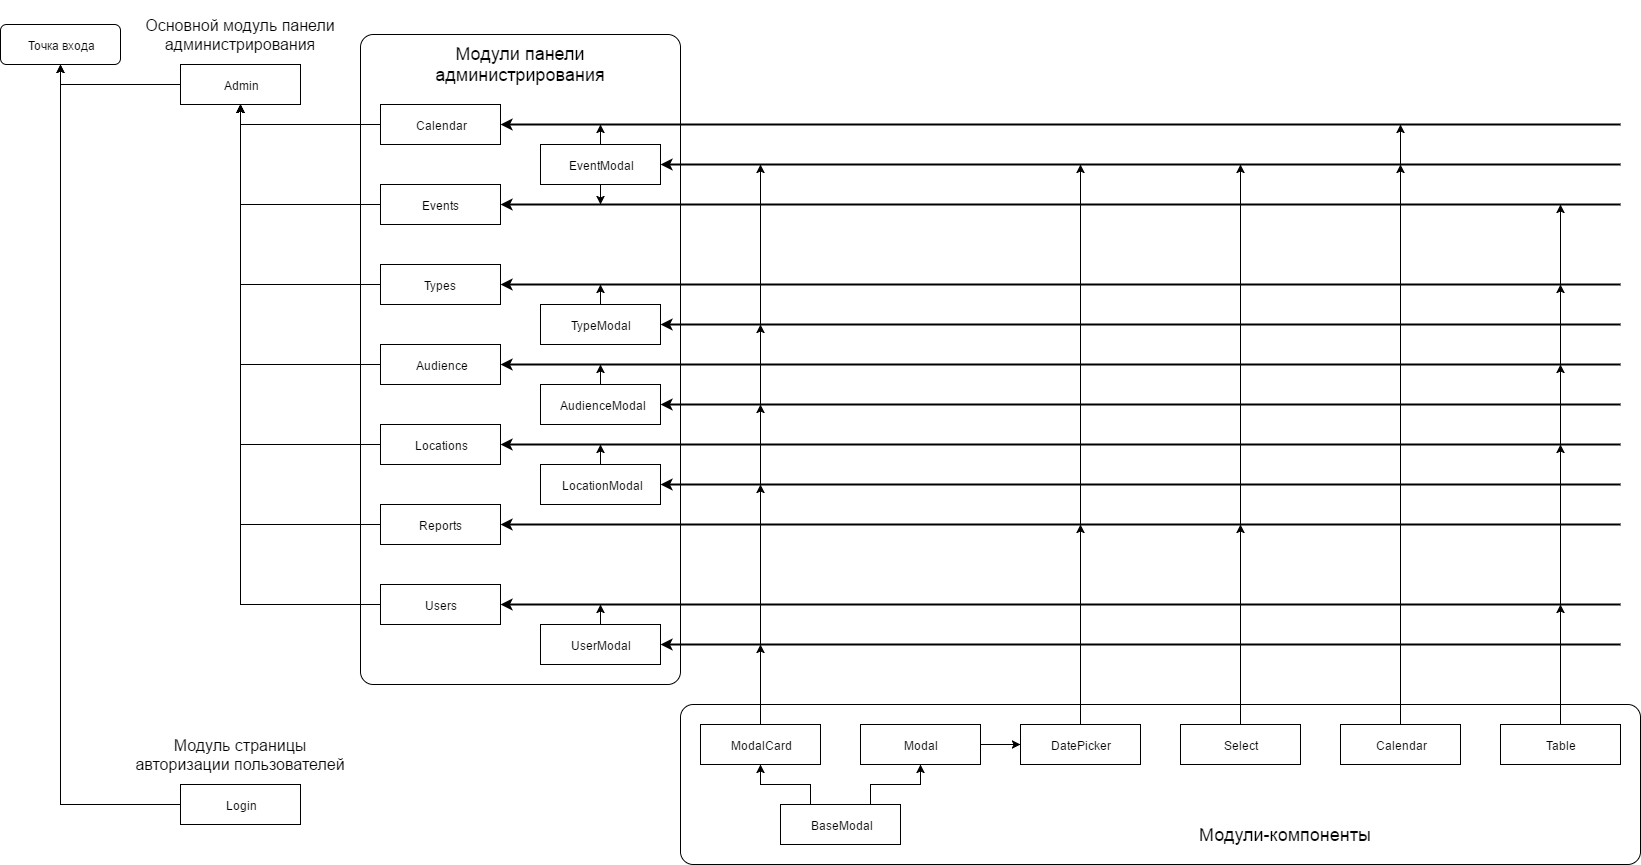 Точка входа
Основной модуль панели
администрирования
Admin
Модули панели
администрирования
Calendar
EventModal
Events
Types
TypeModal
Audience
AudienceModal
Locations
LocationModal
Reports
Users
UserModal
ModalCard
Modal
DatePicker
Select
Calendar
Table
BaseModal
Модули-компоненты
Модуль страницы
авторизации пользователей
Login